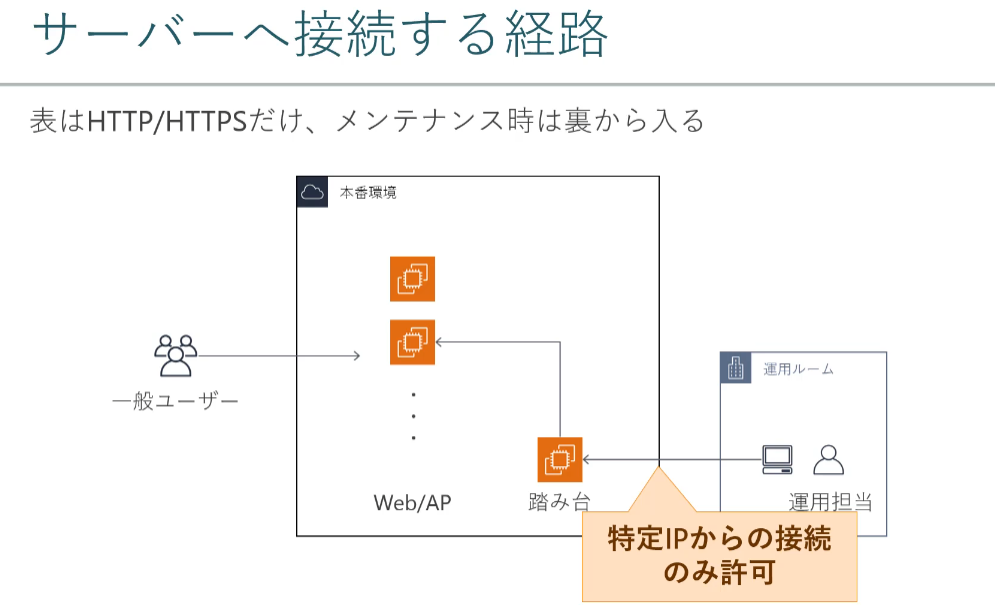 サーバーへ接続する経路
表はHTTP/HTTPSだけ、メンテナンス時は裏から入る
本番環境
運用ルーム
一般ユーザー
Web/AP
踏み台
運用担当
特定IPからの接続
のみ許可